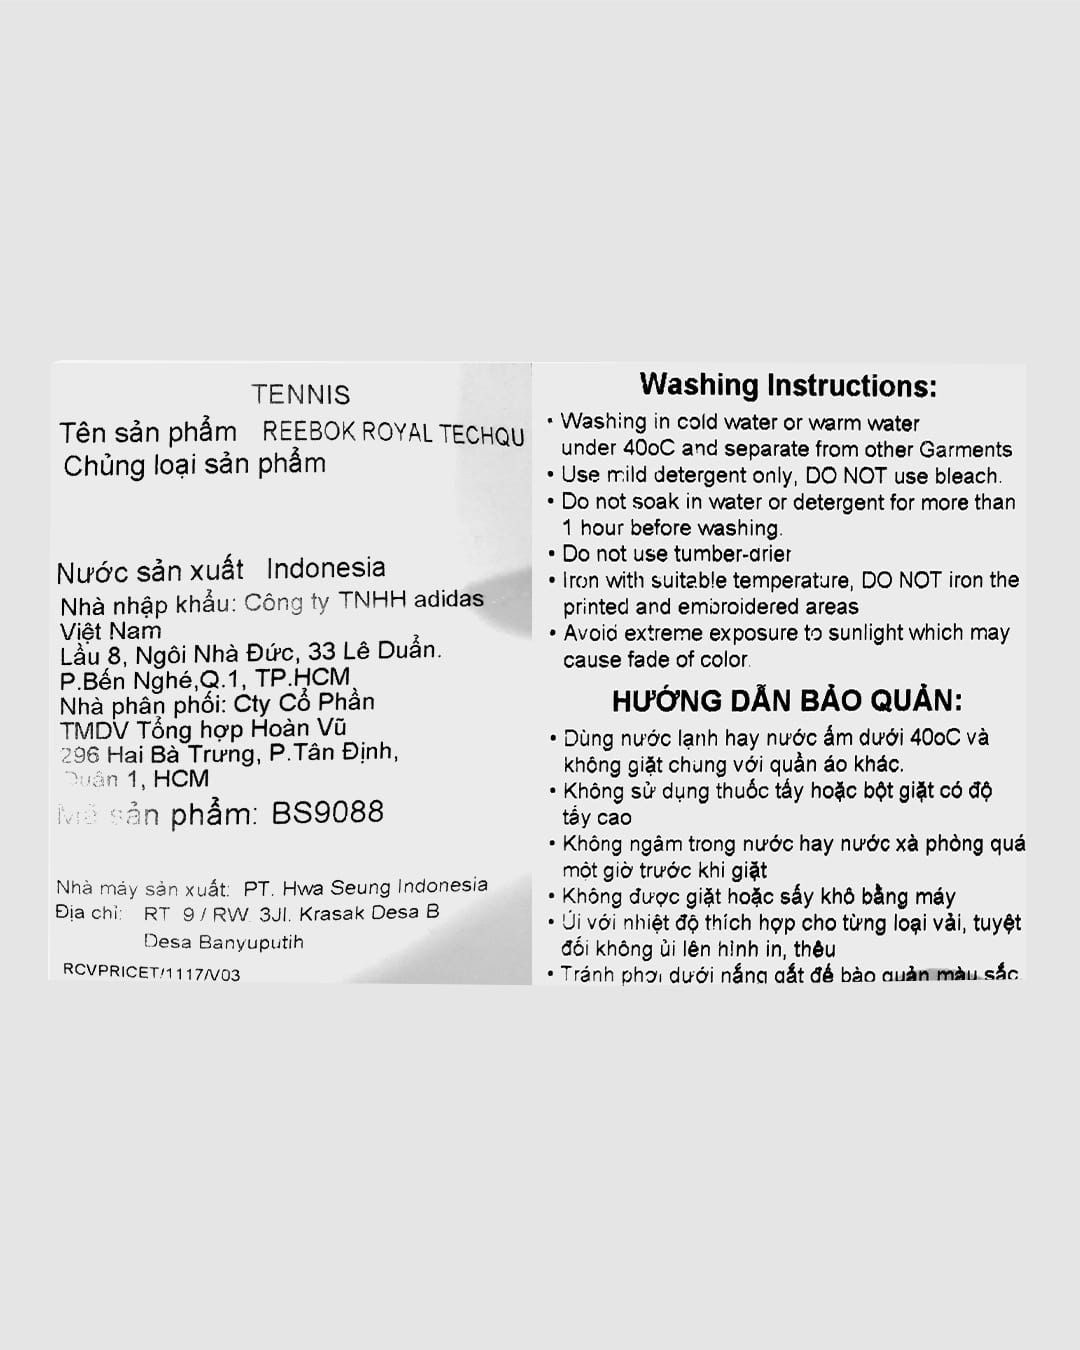 TENNIS
Tên sản phẩm REEBOK ROYAL TECHQU
Chủng loại sản phẩm
Nước sản xuất Indonesia
Nhà nhập khẩu: Công ty TNHH adidas
Việt Nam
Lầu 8, Ngôi Nhà Đức, 33 Lê Duẩn.
P.Bến Nghé,Q.1, TP.HCM
Nhà phân phối: Cty Cổ Phần
TMDV Tổng hợp Hoàn Vũ
296 Hai Bà Trưng, P.Tân Định,
Quân 1, HCM
Mã sản phẩm: BS9088
Nhà máy sản xuất: PT. Hwa Seung Indonesia
Địa chỉ: RT 9 / RW 3Jl. Krasak Desa B
Desa Banyuputih
RCVPRICET/1117/V03
Washing Instructions:
• Washing in cold water or warm water
under 40oC and separate from other Garments
• Use mild detergent only, DO NOT use bleach.
• Do not soak in water or detergent for more than
1 hour before washing.
• Do not use tumber-drier
• Iron with suitable temperature, DO NOT iron the
printed and embroidered areas
• Avoid extreme exposure to sunlight which may
cause fade of color.
HƯỚNG DẪN BẢO QUẢN:
• Dùng nước lạnh hay nước ấm dưới 40oC và
không giặt chung với quần áo khác.
• Không sử dụng thuốc tẩy hoặc bột giặt có độ
tẩy cao
• Không ngâm trong nước hay nước xà phòng quá
một giờ trước khi giặt
• Không được giặt hoặc sấy khô bằng máy
• Ủi với nhiệt độ thích hợp cho từng loại vải, tuyệt
đối không ủi lên hình in, thêu
• Tránh phơi dưới nắng gắt để bảo quản màu sắc